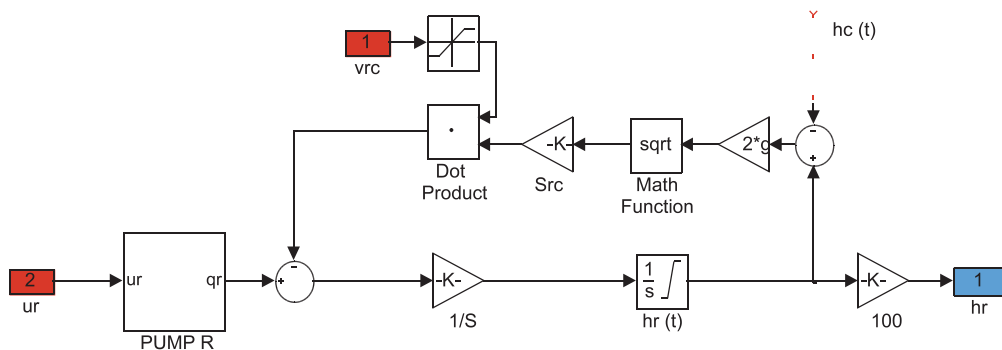 hc (t)
1
vrc
-
+
2*g
sqrt
-K-
.
Dot
Product
Src
Math
Function
2
ur
ur
qr
PUMP R
-
+
-K-
1/S
1
s
hr (t)
-K-
100
1
hr